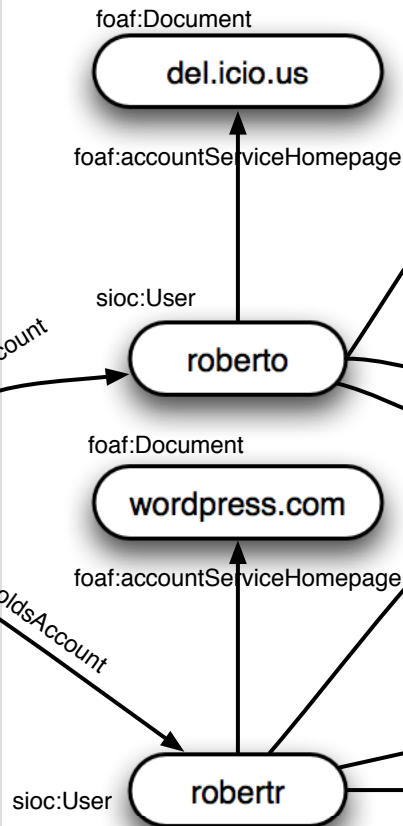 foaf:Document
del.icio.us
foaf:accountServiceHomepage
sioc:User
roberto
foaf:Document
wordpress.com
foaf:accountServiceHomepage
sioc:User
robertr